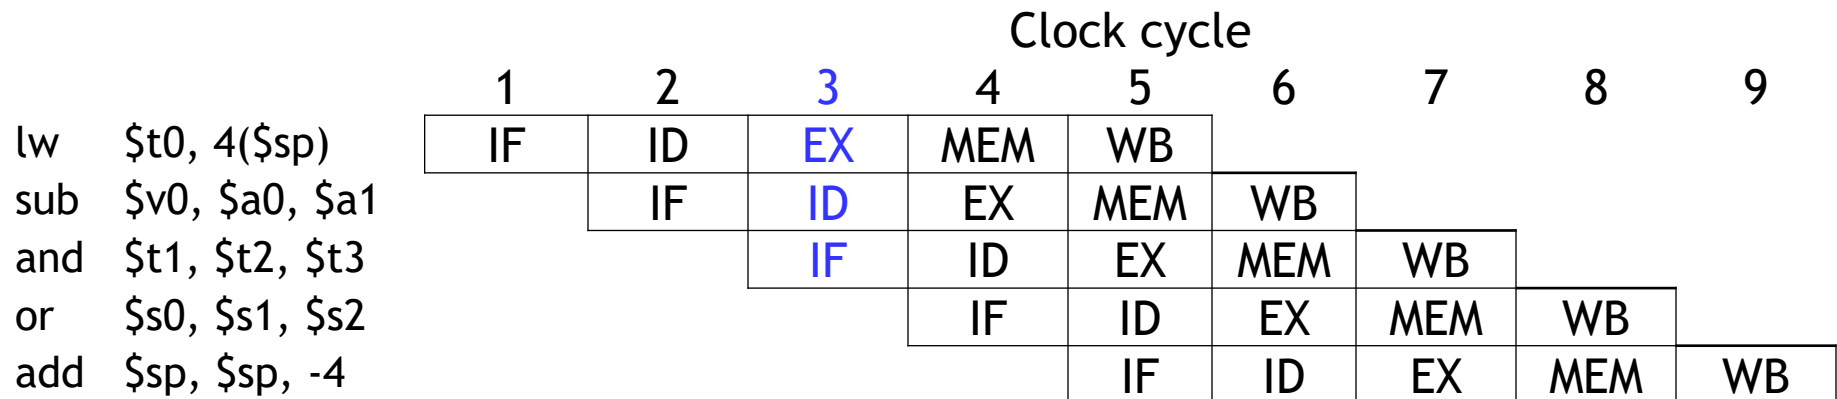 Clock cycle
1 2 3 4 5 6 7 8 9
lw $t0, 4($sp) IF ID EX MEM WB
sub $v0, $a0, $a1 IF ID EX MEM WB
and $t1, $t2, $t3 IF ID EX MEM WB
or $s0, $s1, $s2 IF ID EX MEM WB
add $sp, $sp, -4 IF ID EX MEM WB